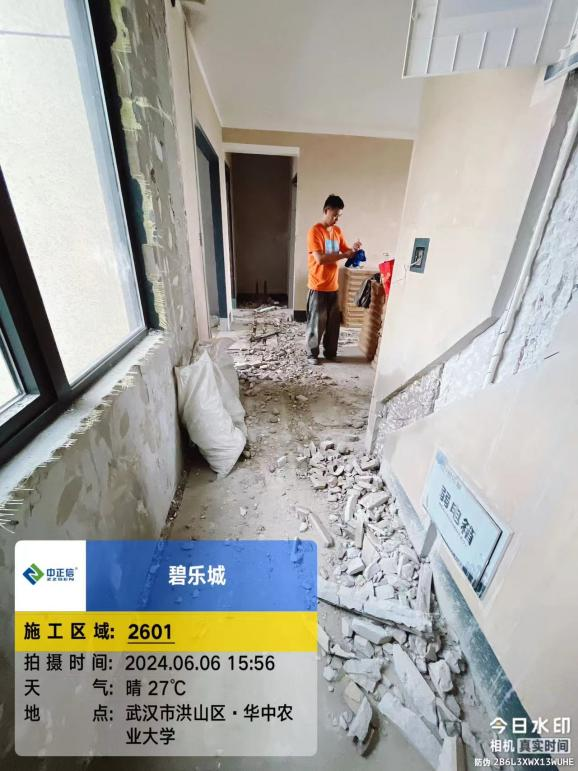 弱电箱
中正信®
ZZSEN
碧乐城
施工区域: 2601
拍摄时间: 2024.06.06 15:56
天气: 晴 27℃
地点: 武汉市洪山区·华中农
业大学
今日水印
相机 真实时间
防伪 2B6L3XWX13WUHE